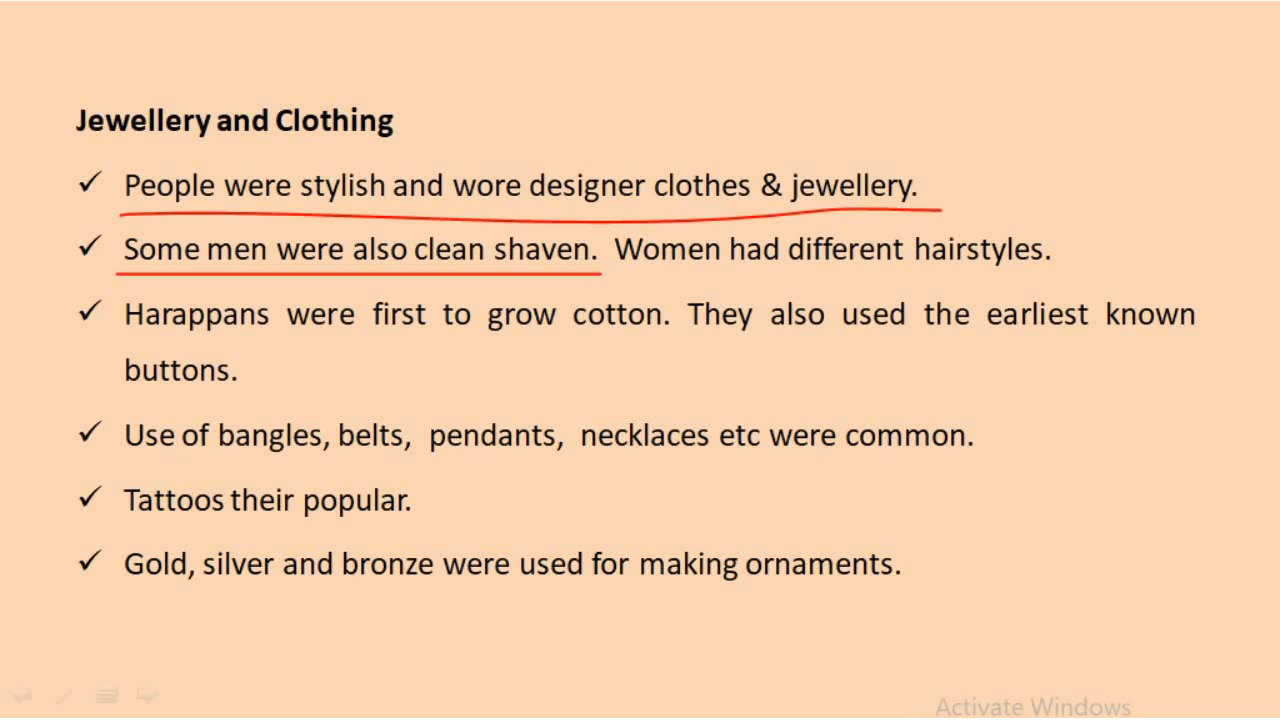 Jewellery and Clothing
✓ People were stylish and wore designer clothes & jewellery.
✓ Some men were also clean shaven. Women had different hairstyles.
✓ Harappans were first to grow cotton. They also used the earliest known
buttons.
✓ Use of bangles, belts, pendants, necklaces etc were common.
✓ Tattoos their popular.
✓ Gold, silver and bronze were used for making ornaments.
Activate Windows